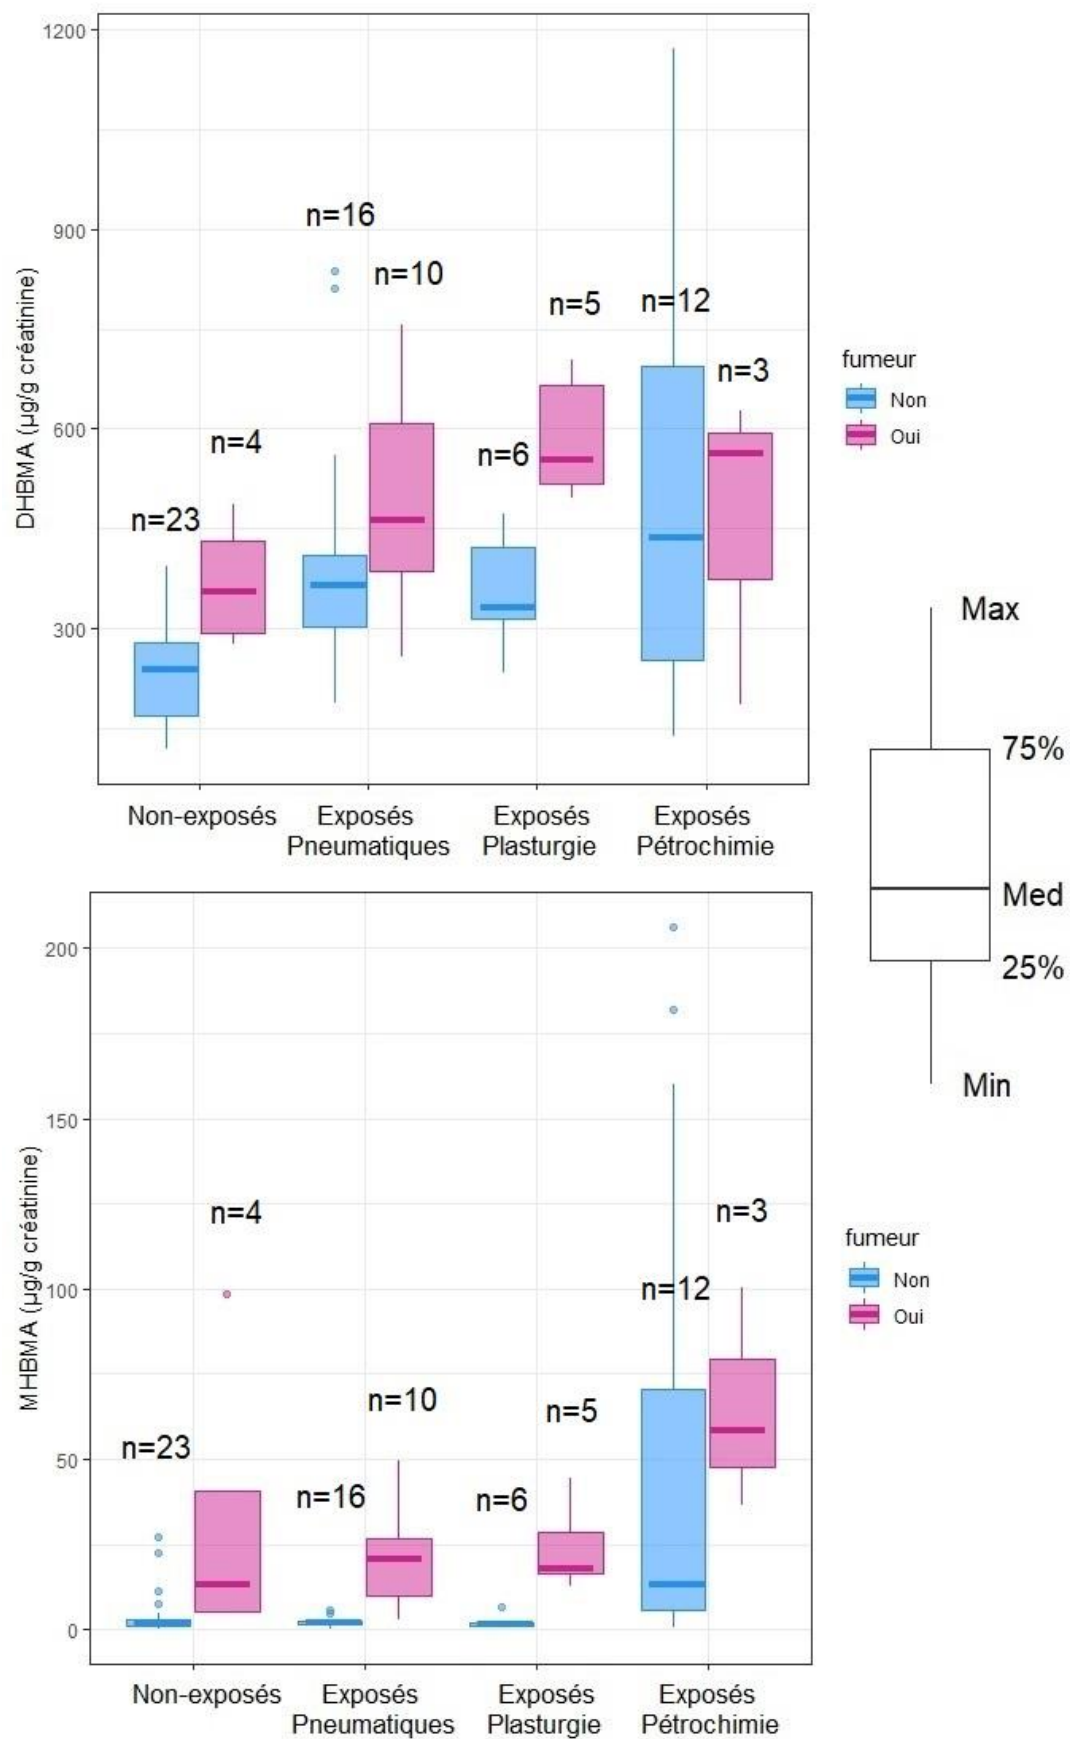 1200
900
600
300
DHBMA (µg/g créatinine)
n=23
n=4
n=16
n=10
n=6
n=5
n=12
n=3
Non-exposés
Exposés
Pneumatiques
Exposés
Plasturgie
Exposés
Pétrochimie
fumeur
Non
Oui
Max
75%
Med
25%
Min
200
150
100
50
0
MHBMA (µg/g créatinine)
n=23
n=4
n=16
n=10
n=6
n=5
n=12
n=3
Non-exposés
Exposés
Pneumatiques
Exposés
Plasturgie
Exposés
Pétrochimie
fumeur
Non
Oui